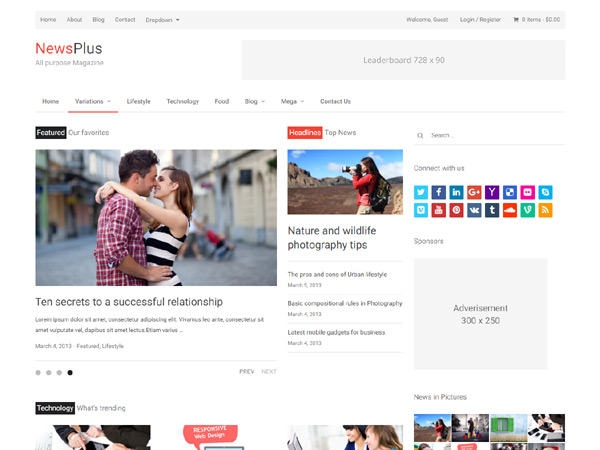 Home About Blog Contact Dropdown
Welcome, Guest Login / Register 0 items - $0.00
NewsPlus
All purpose Magazine
Leaderboard 728 x 90
Home Variations Lifestyle Technology Food Blog Mega Contact Us
Featured Our favorites
Headlines Top News
Search ...
Connect with us
Nature and wildlife
photography tips
Sponsors
The pros and cons of Urban lifestyle
March 5, 2013
Ten secrets to a successful relationship
Basic compositional rules in Photography
March 4, 2013
Adverisement
300 x 250
Lorem ipsum dolor sit amet, consectetur adipiscing elit. Vivamus leo ante, consectetur sit
amet vulputate vel, dapibus sit amet lectus.Etiam varius ...
Latest mobile gadgets for business
March 4, 2013
March 4, 2013 · Featured, Lifestyle
PREV NEXT
News in Pictures
Technology What's trending
RESPONSIVE
Web Design